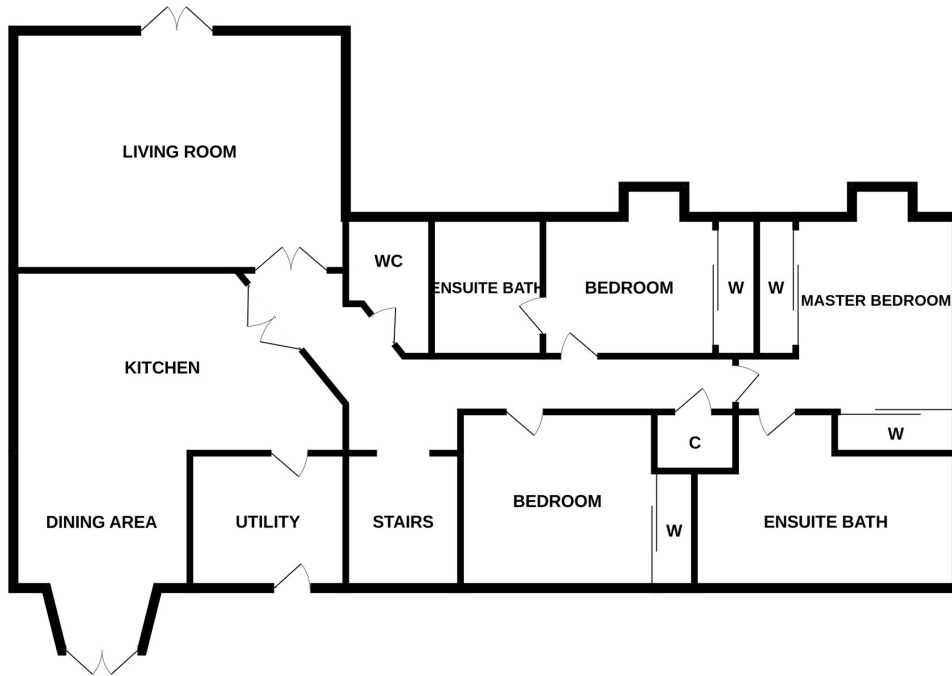 LIVING ROOM
WC
ENSUITE BATH
BEDROOM
W
W
MASTER BEDROOM
KITCHEN
W
C
BEDROOM
DINING AREA
UTILITY
STAIRS
W
ENSUITE BATH